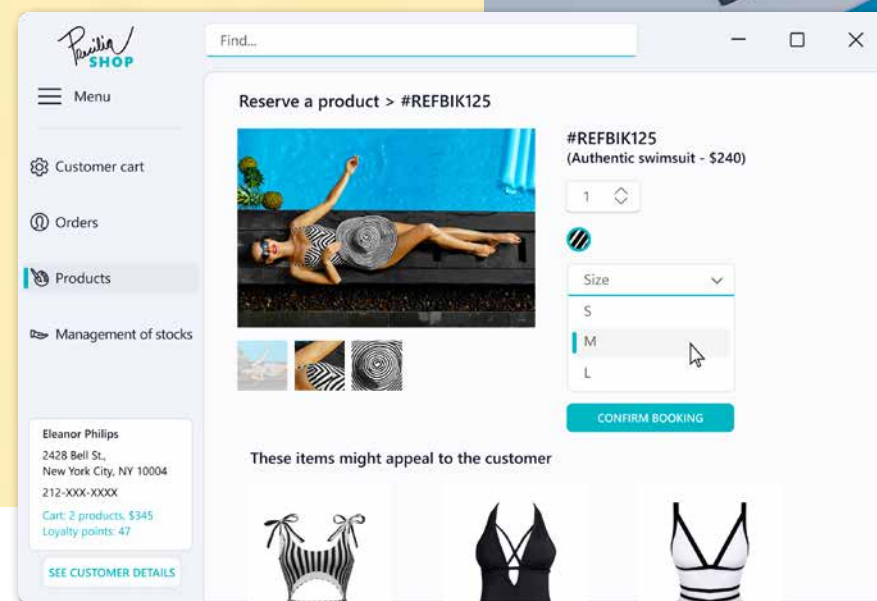 SHOP
Find...
Menu
Customer cart
Orders
Products
Management of stocks
Eleanor Philips
2428 Bell St.,
New York City, NY 10004
212-XXX-XXXX
Cart: 2 products, $345
Loyalty points: 47
SEE CUSTOMER DETAILS
Reserve a product > #REFBIK125
#REFBIK125
(Authentic swimsuit - $240)
1
Size
S
M
L
CONFIRM BOOKING
These items might appeal to the customer